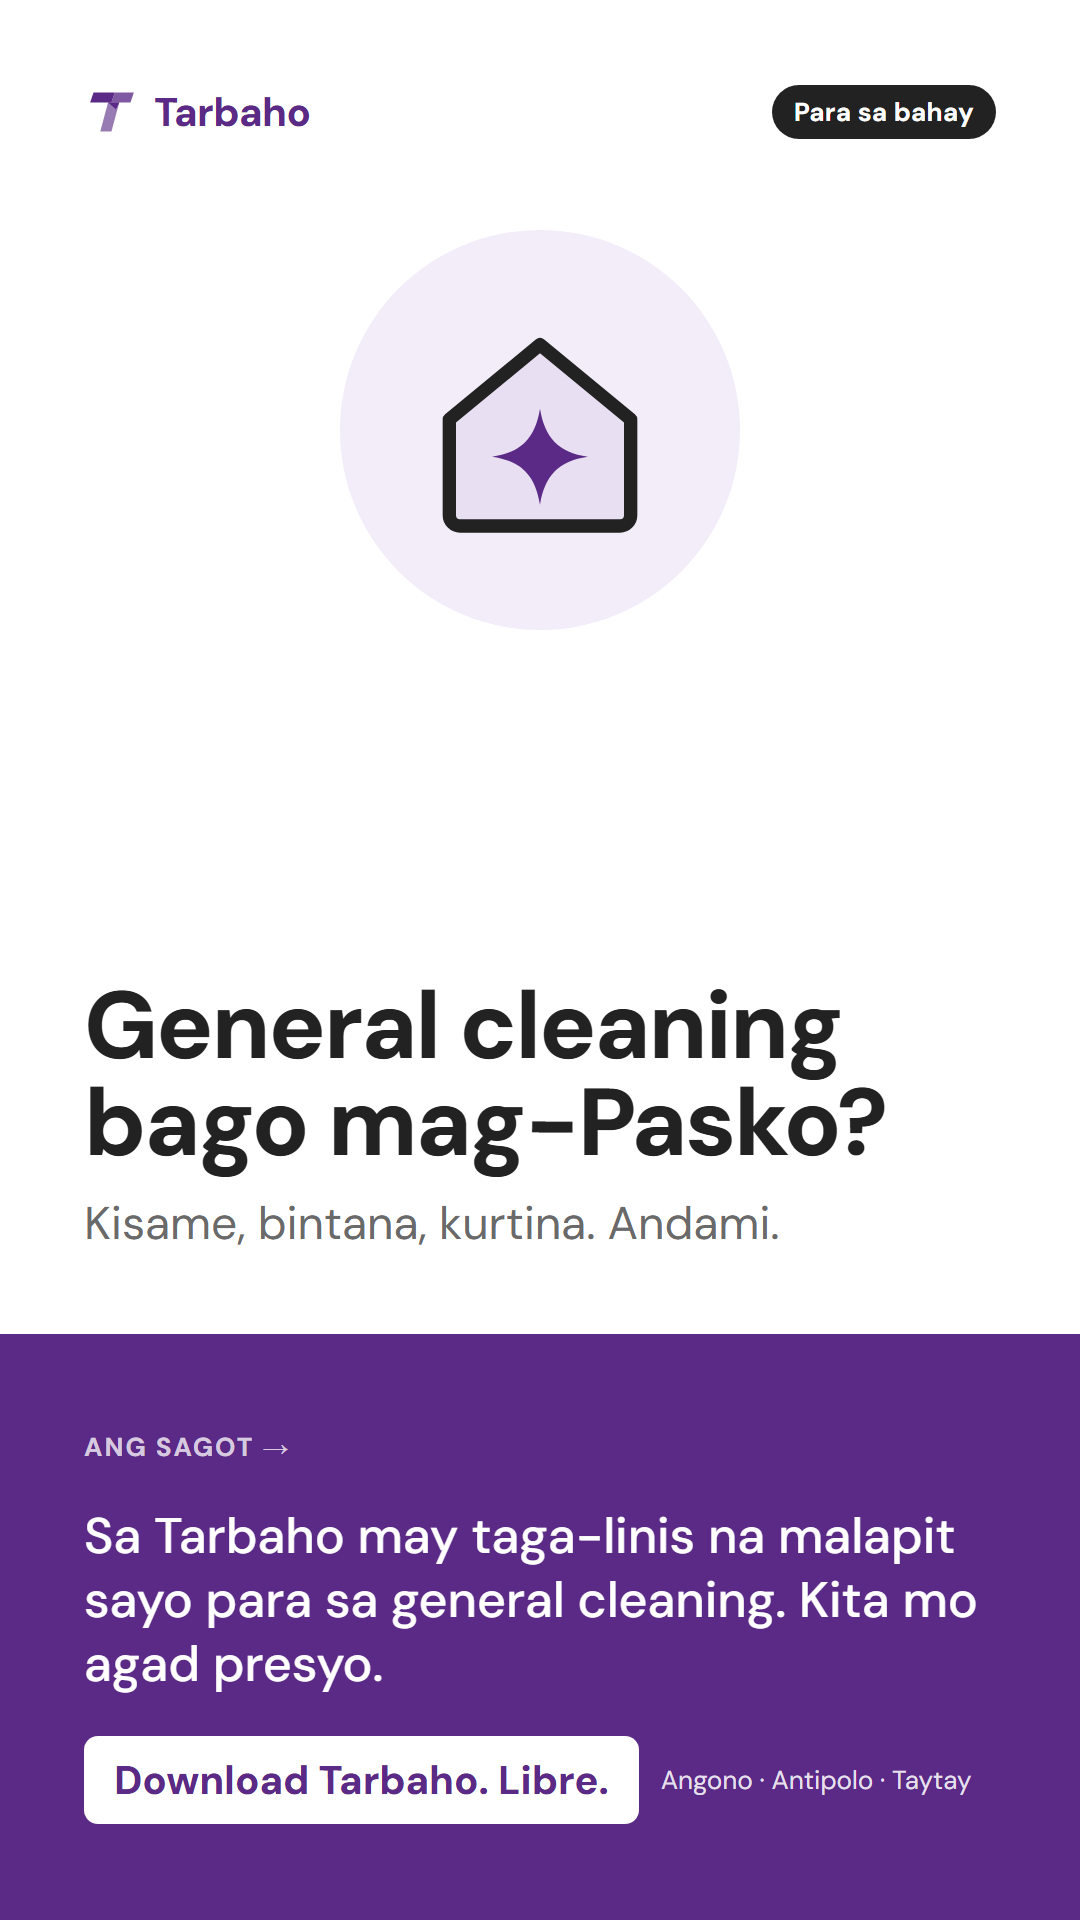 Tarbaho
Para sa bahay
General cleaning
bago mag-Pasko?
Kisame, bintana, kurtina. Andami.
ANG SAGOT →
Sa Tarbaho may taga-linis na malapit
sayo para sa general cleaning. Kita mo
agad presyo.
Download Tarbaho. Libre.
Angono · Antipolo · Taytay